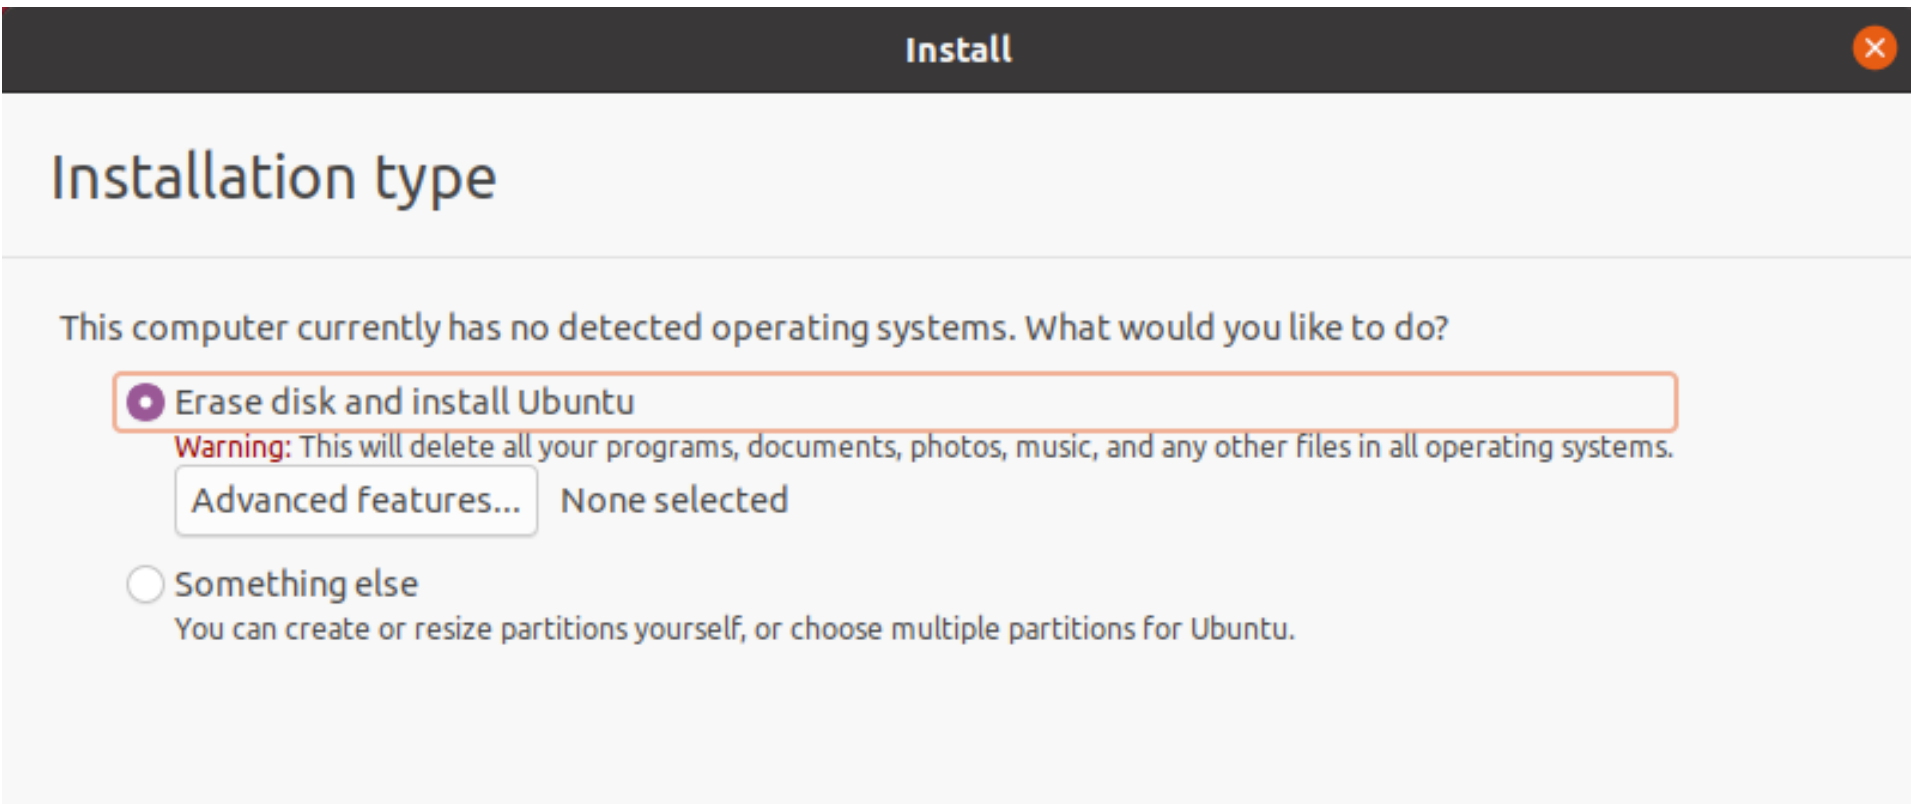 Install
Installation type
This computer currently has no detected operating systems. What would you like to do?
Erase disk and install Ubuntu
Warning: This will delete all your programs, documents, photos, music, and any other files in all operating systems.
Advanced features... None selected
Something else
You can create or resize partitions yourself, or choose multiple partitions for Ubuntu.